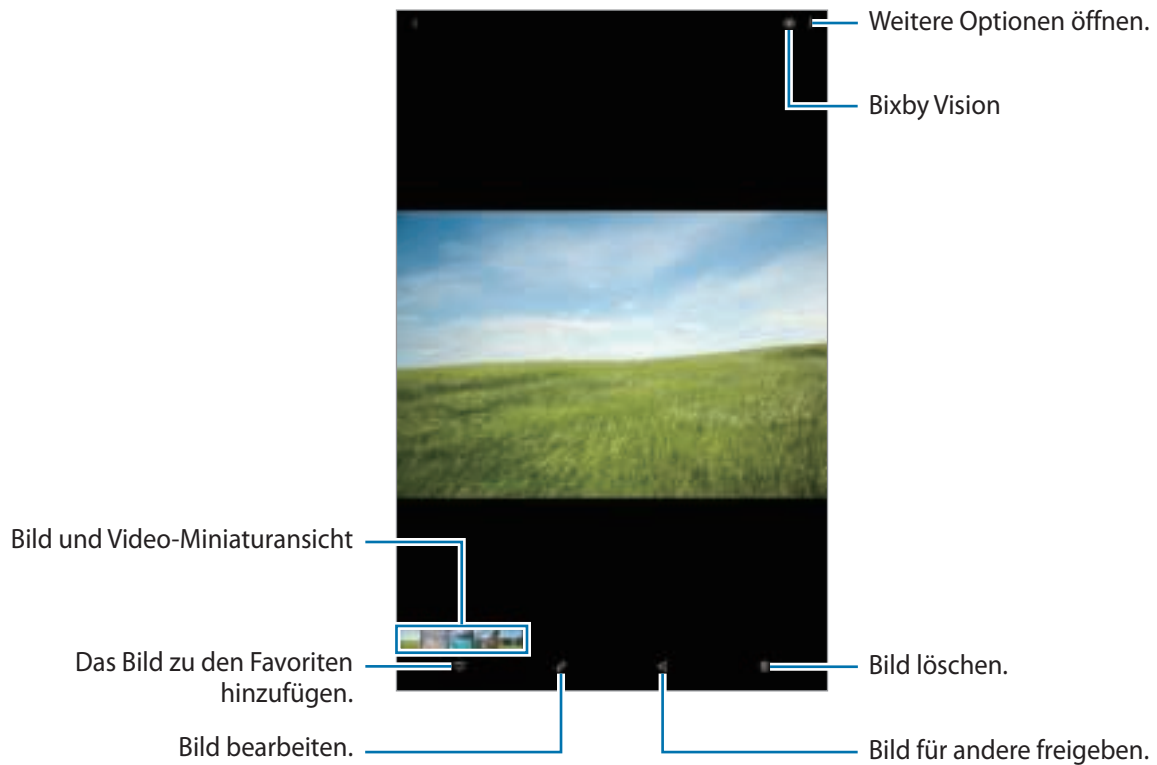 Weitere Optionen öffnen.
Bixby Vision
Bild und Video-Miniaturansicht
Das Bild zu den Favoriten
hinzufügen.
Bild löschen.
Bild bearbeiten.
Bild für andere freigeben.